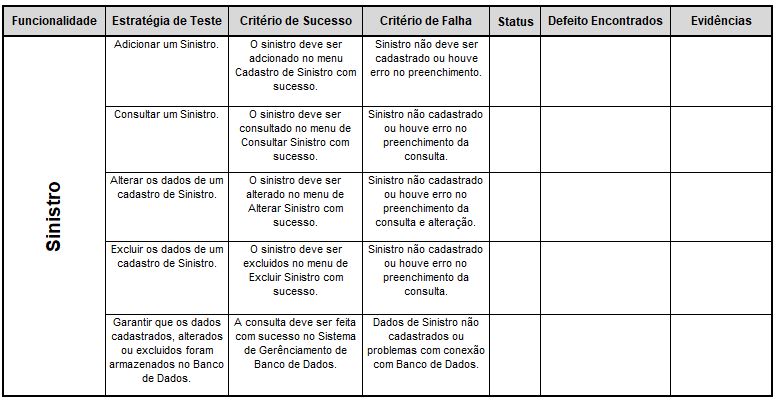 Funcionalidade Estratégia de Teste Critério de Sucesso Critério de Falha Status Defeito Encontrados Evidências
Sinistro
Adicionar um Sinistro.
O sinistro deve ser
adcionado no menu
Cadastro de Sinistro com
sucesso.
Sinistro não deve ser
cadastrado ou houve
erro no preenchimento.
Consultar um Sinistro.
O sinistro deve ser
consultado no menu de
Consultar Sinistro com
sucesso.
Sinistro não cadastrado
ou houve erro no
preenchimento da
consulta.
Alterar os dados de um
cadastro de Sinistro.
O sinistro deve ser
alterado no menu de
Alterar Sinistro com
sucesso.
Sinistro não cadastrado
ou houve erro no
preenchimento da
consulta e alteração.
Excluir os dados de um
cadastro de Sinistro.
O sinistro deve ser
excluidos no menu de
Excluir Sinistro com
sucesso.
Sinistro não cadastrado
ou houve erro no
preenchimento da
consulta.
Garantir que os dados
cadastrados, alterados
ou excluidos foram
armazenados no Banco
de Dados.
A consulta deve ser feita
com sucesso no Sistema
de Gerênciamento de
Banco de Dados.
Dados de Sinistro não
cadastrados ou
problemas com conexão
com Banco de Dados.